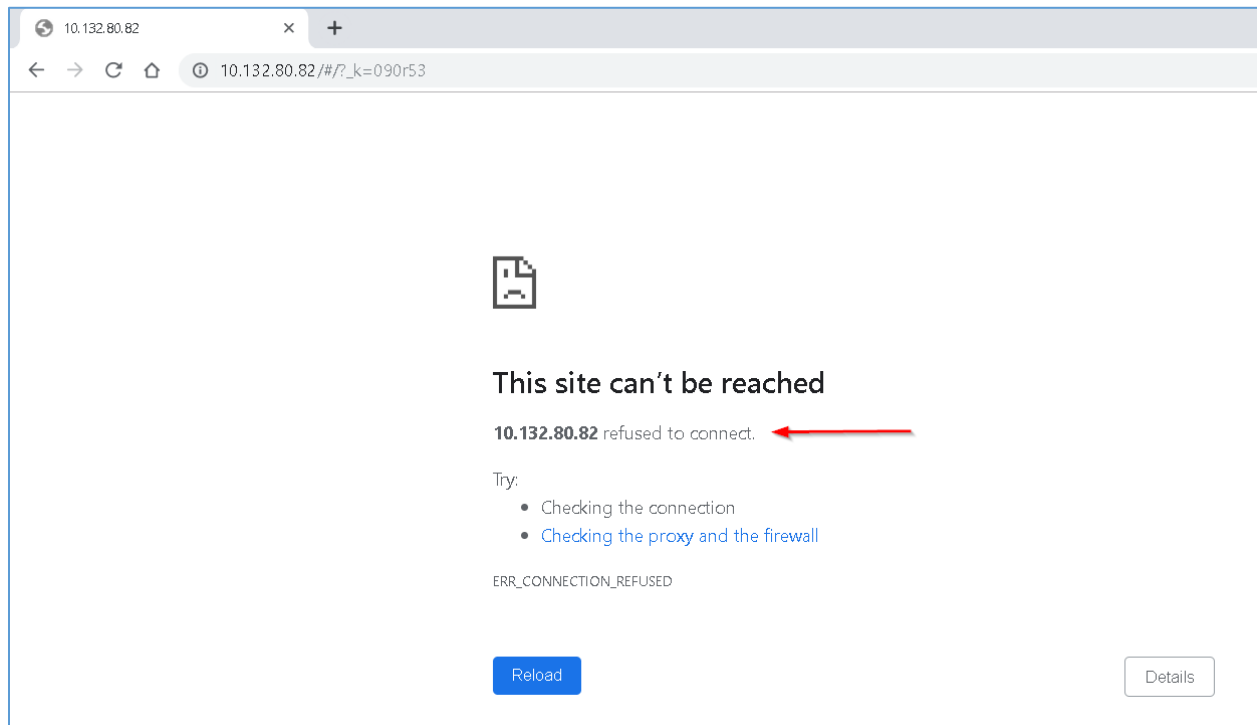 10.132.80.82
10.132.80.82/#/?_k=090r53
This site can't be reached
10.132.80.82 refused to connect.
Try:
Checking the connection
Checking the proxy and the firewall
ERR_CONNECTION_REFUSED
Reload
Details